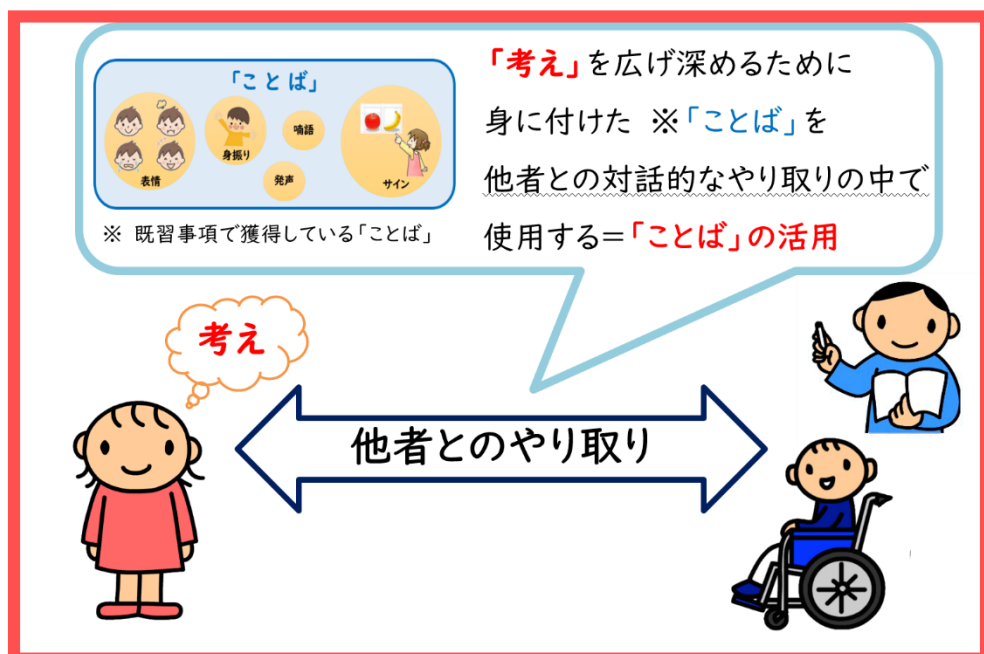 「ことば」
表情
身振り
喃語
発声
サイン
※ 既習事項で獲得している「ことば」
「考え」を広げ深めるために
身に付けた ※「ことば」を
他者との対話的なやり取りの中で
使用する=「ことば」の活用
考え
他者とのやり取り